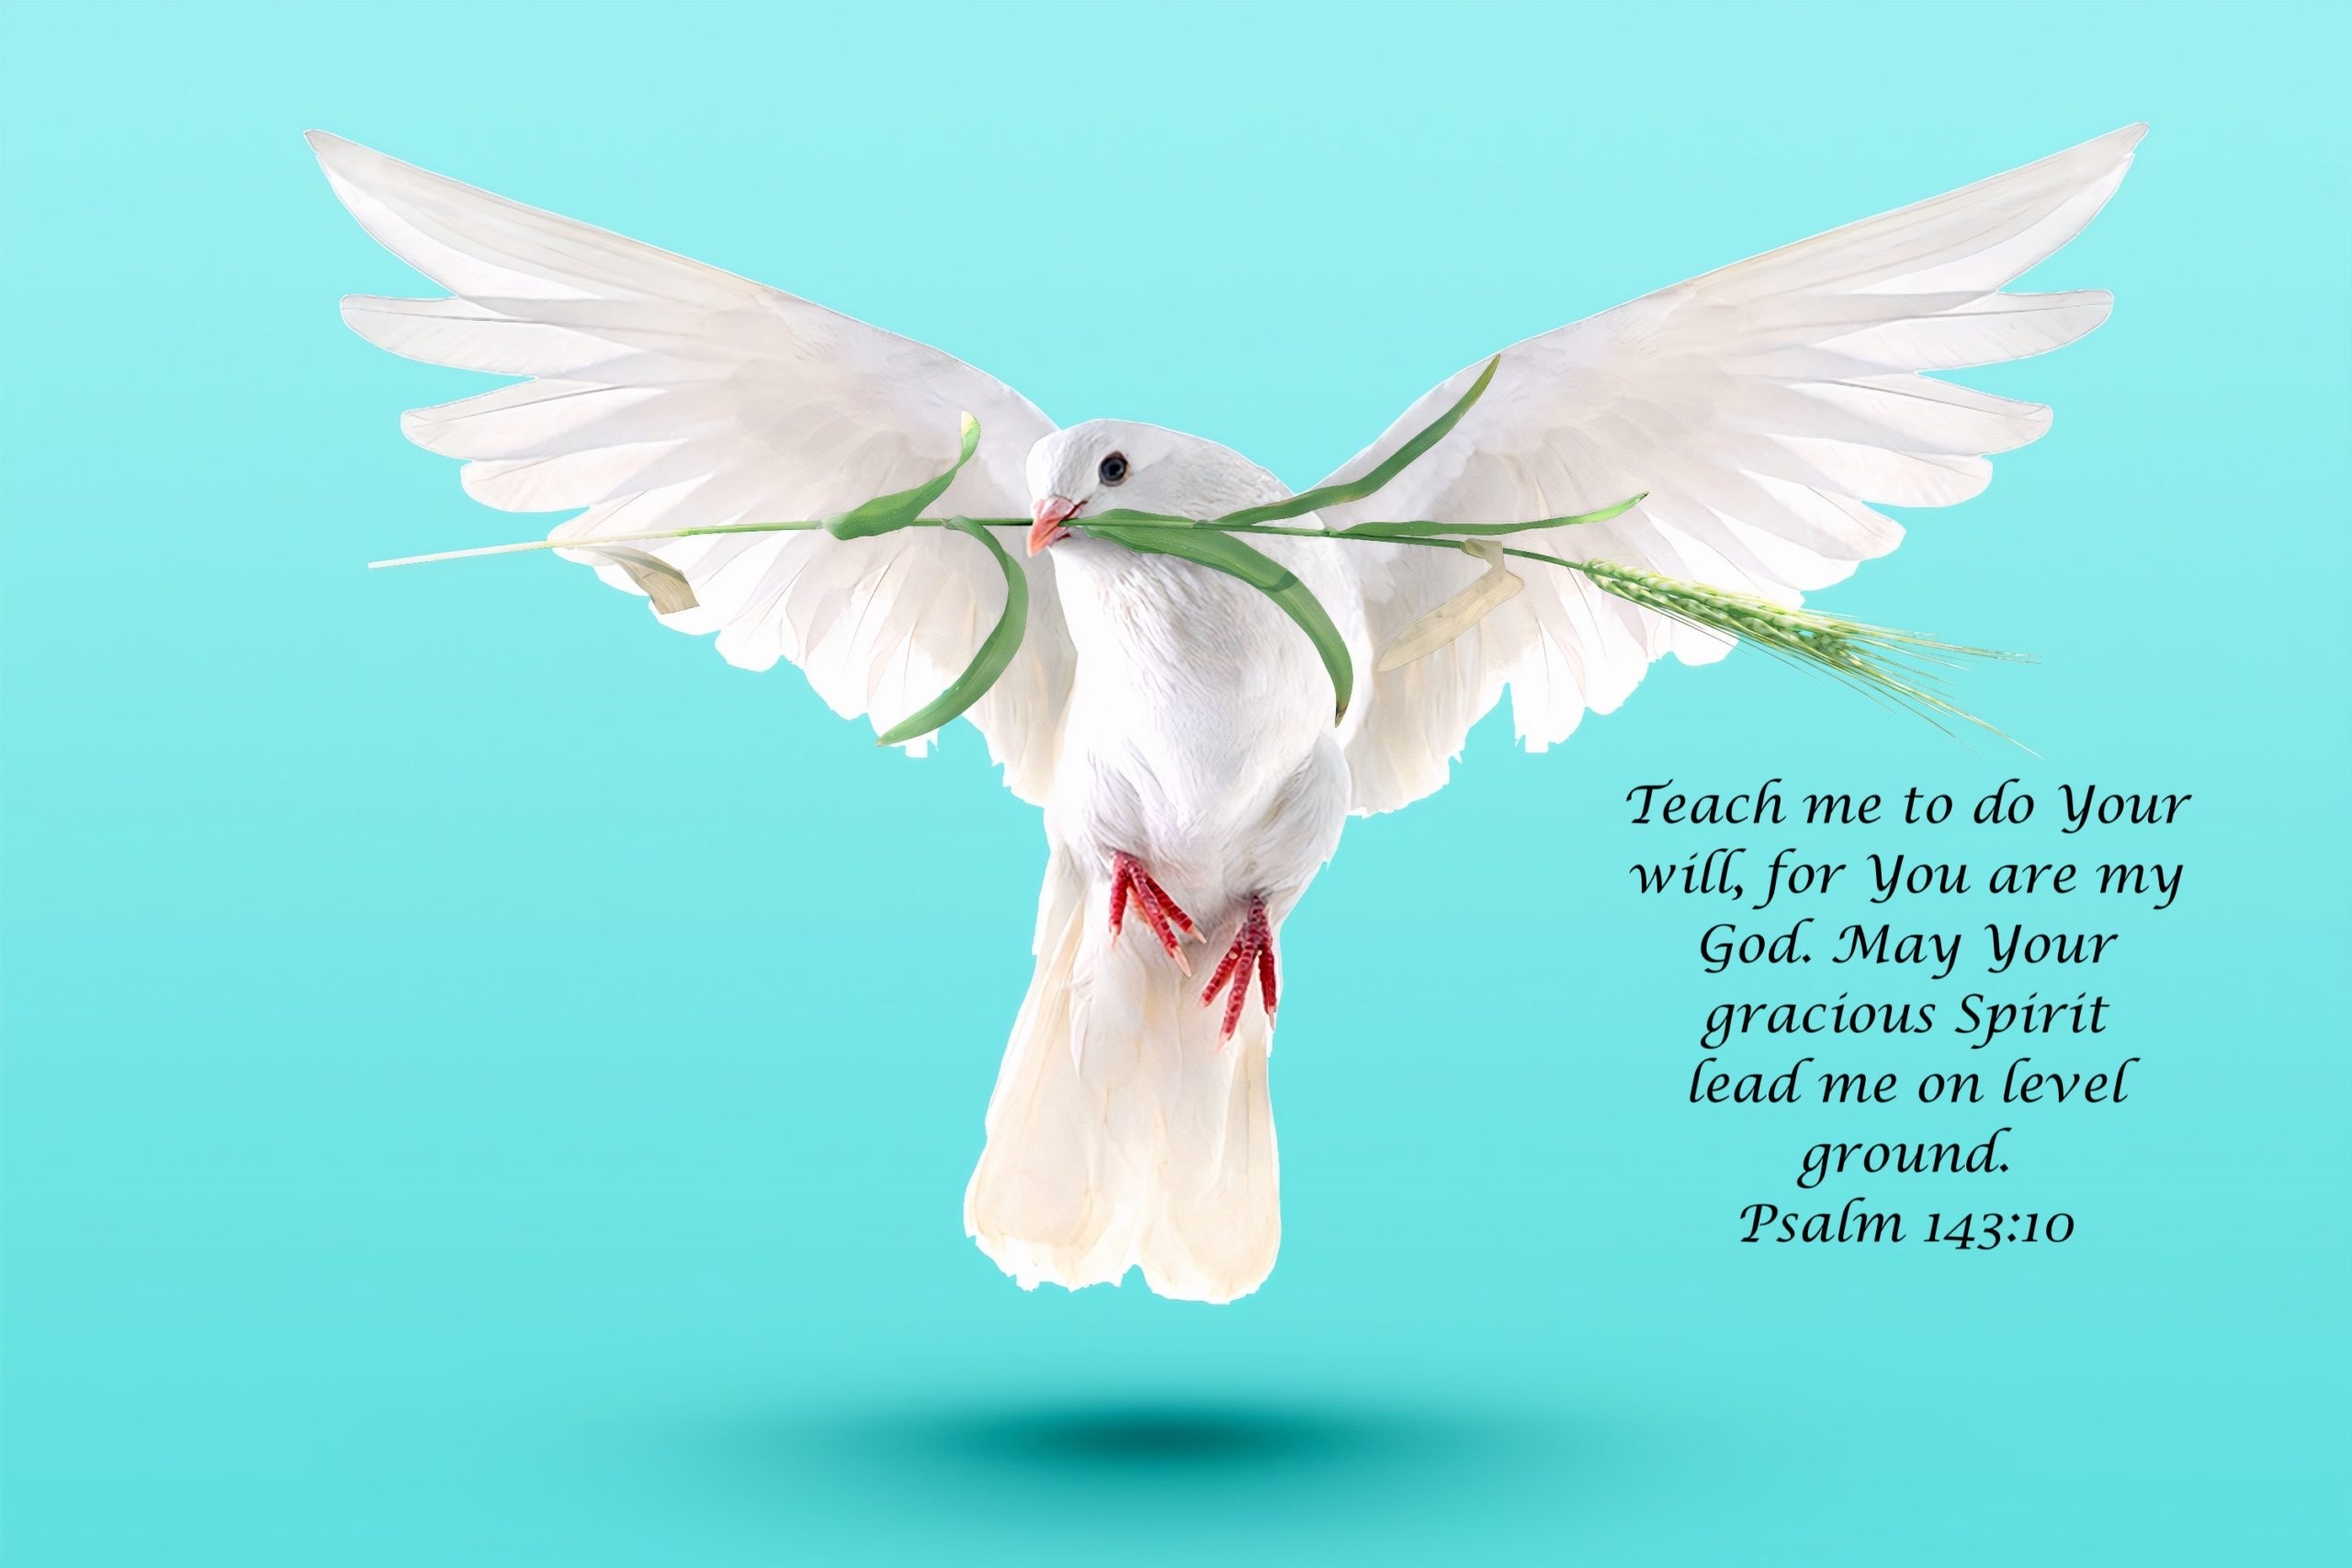 Teach me to do Your
will, for You are my
God. May Your
gracious Spirit
lead me on level
ground.
Psalm 143:10